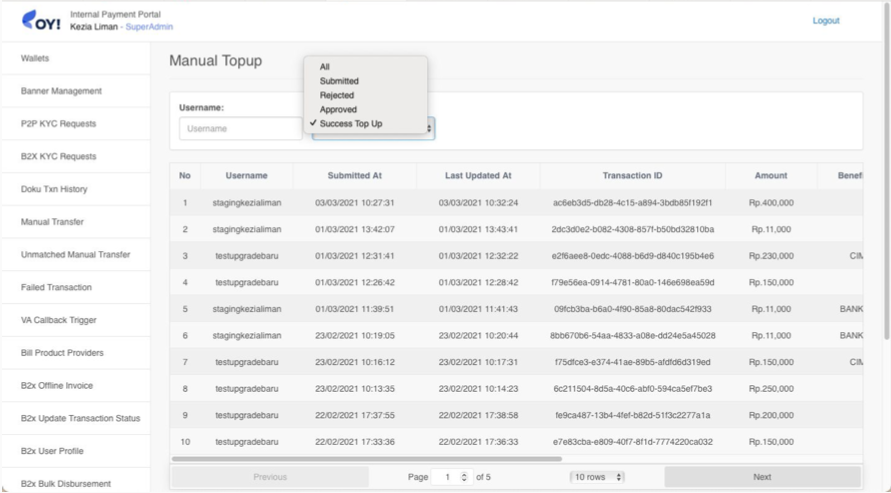 OY!
Internal Payment Portal
Kezia Liman - SuperAdmin
Logout
Wallets
Banner Management
P2P KYC Requests
B2X KYC Requests
Doku Txn History
Manual Transfer
Unmatched Manual Transfer
Failed Transaction
VA Callback Trigger
Bill Product Providers
B2x Offline Invoice
B2x Update Transaction Status
B2x User Profile
B2x Bulk Disbursement
Manual Topup
All
Submitted
Rejected
Approved
✓ Success Top Up
Username:
Username
No Username Submitted At Last Updated At Transaction ID Amount Benefi
1 stagingkezialiman 03/03/2021 10:27:31 03/03/2021 10:32:24 ac6eb3d5-db28-4c15-a894-3bdb85f192f1 Rp.400,000
2 stagingkezialiman 01/03/2021 13:42:07 01/03/2021 13:43:41 2dc3d0e2-b082-4308-857f-b50bd32810ba Rp.11,000
3 testupgradebaru 01/03/2021 12:31:41 01/03/2021 12:32:22 e2f6aee8-0edc-4088-b6d9-d840c195b4e6 Rp.230,000 CIM
4 testupgradebaru 01/03/2021 12:26:42 01/03/2021 12:28:42 f79e56ea-0914-4781-80a0-146e698ea59d Rp.150,000
5 stagingkezialiman 01/03/2021 11:39:51 01/03/2021 11:41:43 09fcb3ba-b6a0-4f90-85a8-80dac542f933 Rp.11,000 BANK
6 stagingkezialiman 23/02/2021 10:19:05 23/02/2021 10:20:44 8bb670b6-54aa-4833-a08e-dd24e5a45028 Rp.11,000 BANK
7 testupgradebaru 23/02/2021 10:16:12 23/02/2021 10:17:31 f75dfce3-e374-41ae-89b5-afdfd6d319ed Rp.150,000 CIM
8 testupgradebaru 23/02/2021 10:13:35 23/02/2021 10:14:23 6c211504-8d5a-40c6-abf0-594ca5ef7be3 Rp.250,000
9 testupgradebaru 22/02/2021 17:37:55 22/02/2021 17:38:58 fe9ca487-13b4-4fef-b82d-51f3c2277a1a Rp.200,000
10 testupgradebaru 22/02/2021 17:33:36 22/02/2021 17:36:33 e7e83cba-e809-40f7-8f1d-7774220ca032 Rp.150,000
Previous Page 1 of 5 10 rows Next